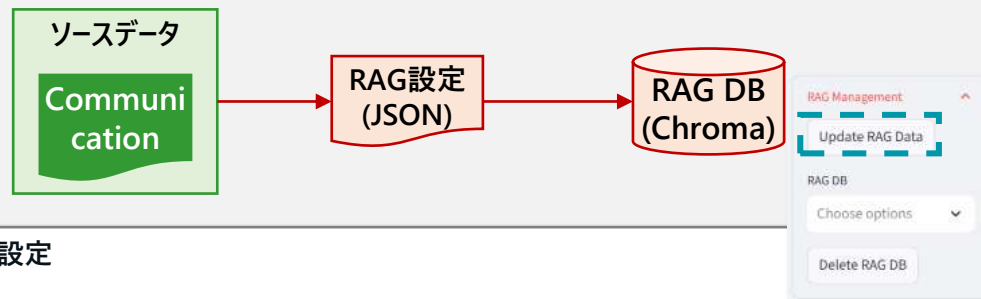 ソースデータ
Communi
cation
RAG設定
(JSON)
RAG DB
(Chroma)
RAG Management
Update RAG Data
RAG DB
Choose options
Delete RAG DB
設定